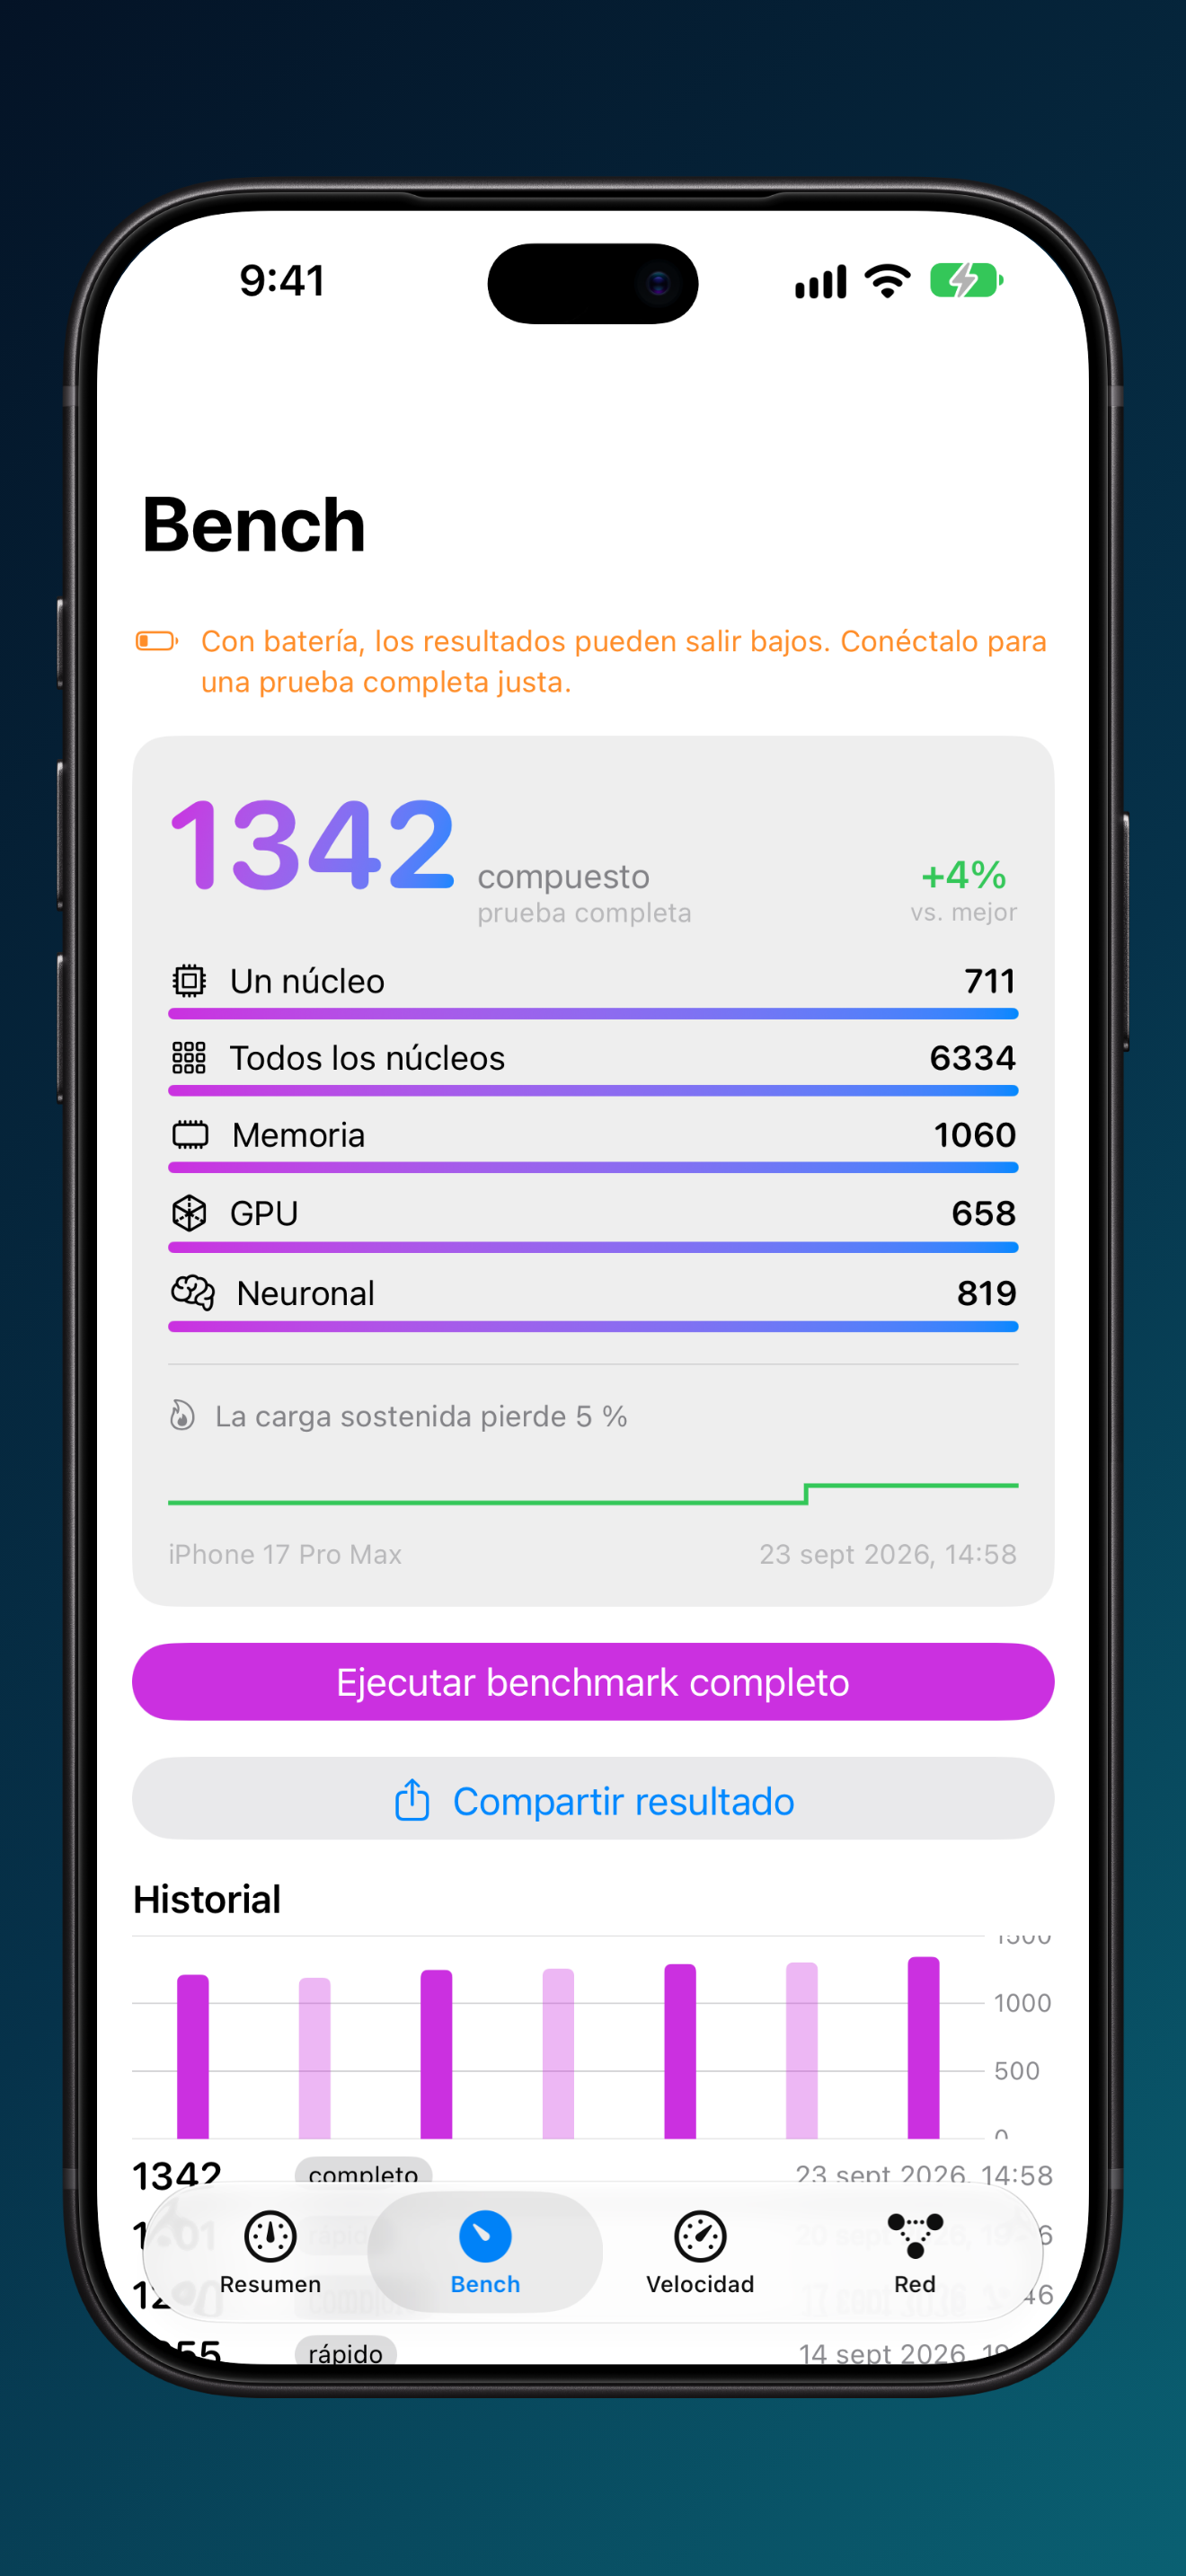 9:41
Bench
Con batería, los resultados pueden salir bajos. Conéctalo para
una prueba completa justa.
1342 compuesto +4%
prueba completa vs. mejor
Un núcleo 711
Todos los núcleos 6334
Memoria 1060
GPU 658
Neuronal 819
La carga sostenida pierde 5 %
iPhone 17 Pro Max 23 sept 2026, 14:58
Ejecutar benchmark completo
Compartir resultado
Historial
1500
1000
500
0
1342 completo 23 sept 2026, 14:58
Resumen Bench Velocidad Red
rápido 14 sept 2026,